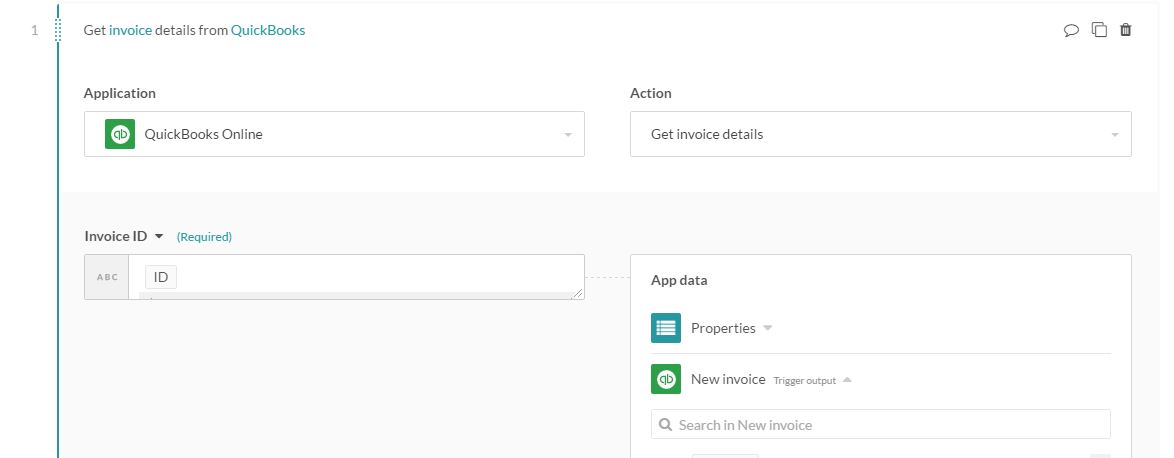 1 Get invoice details from QuickBooks
Application
Action
qb QuickBooks Online
Get invoice details
Invoice ID (Required)
ABC ID
App data
Properties
qb New invoice Trigger output
Search in New invoice